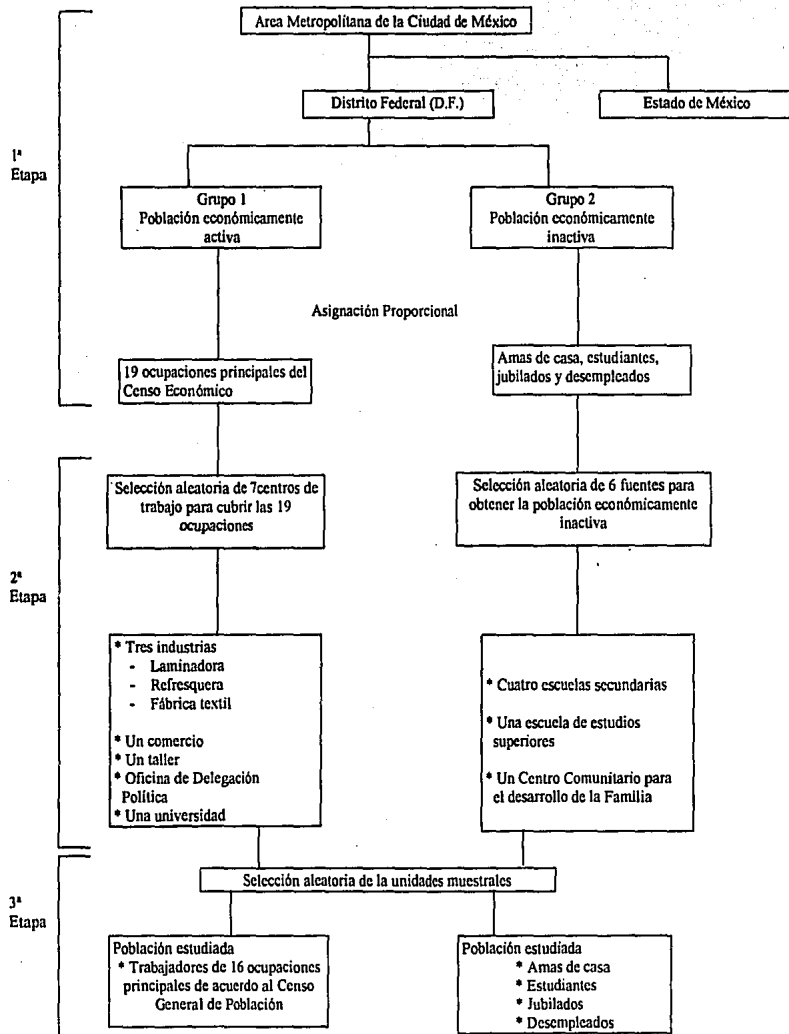 Area Metropolitana de la Ciudad de México
Distrito Federal (D.F.)
Estado de México
1ª
Etapa
Grupo 1
Población económicamente
activa
Grupo 2
Población económicamente
inactiva
Asignación Proporcional
19 ocupaciones principales del
Censo Económico
Amas de casa, estudiantes,
jubilados y desempleados
Selección aleatoria de 7centros de
trabajo para cubrir las 19
ocupaciones
Selección aleatoria de 6 fuentes para
obtener la población económicamente
inactiva
2ª
Etapa
* Tres industrias
- Laminadora
- Refresquera
- Fábrica textil
* Un comercio
* Un taller
* Oficina de Delegación
Política
* Una universidad
* Cuatro escuelas secundarias
* Una escuela de estudios
superiores
* Un Centro Comunitario para
el desarrollo de la Familia
Selección aleatoria de la unidades muestrales
3ª
Etapa
Población estudiada
* Trabajadores de 16 ocupaciones
principales de acuerdo al Censo
General de Población
Población estudiada
* Amas de casa
* Estudiantes
* Jubilados
* Desempleados